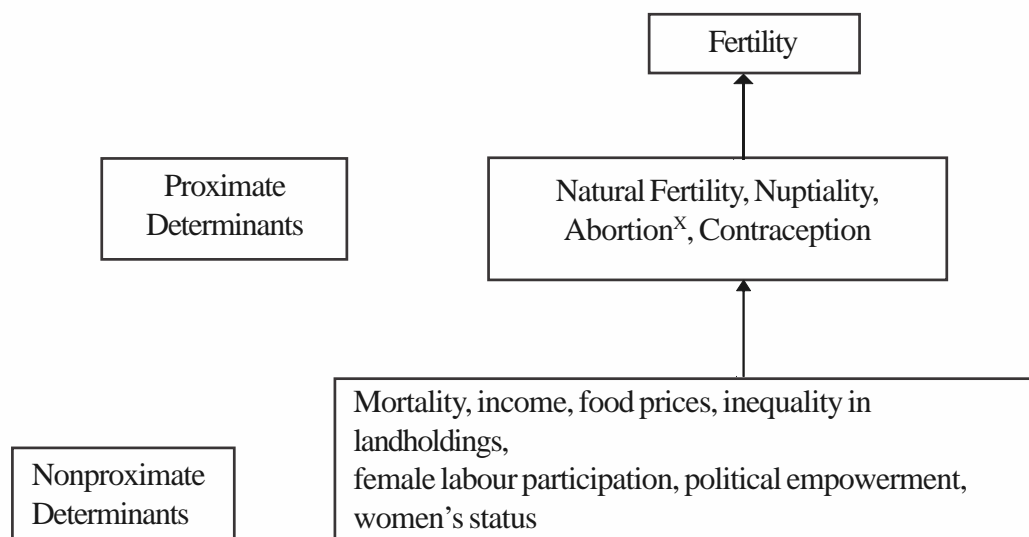 Fertility
Proximate
Determinants
Natural Fertility, Nuptiality,
Abortionˣ, Contraception
Nonproximate
Determinants
Mortality, income, food prices, inequality in
landholdings,
female labour participation, political empowerment,
women's status